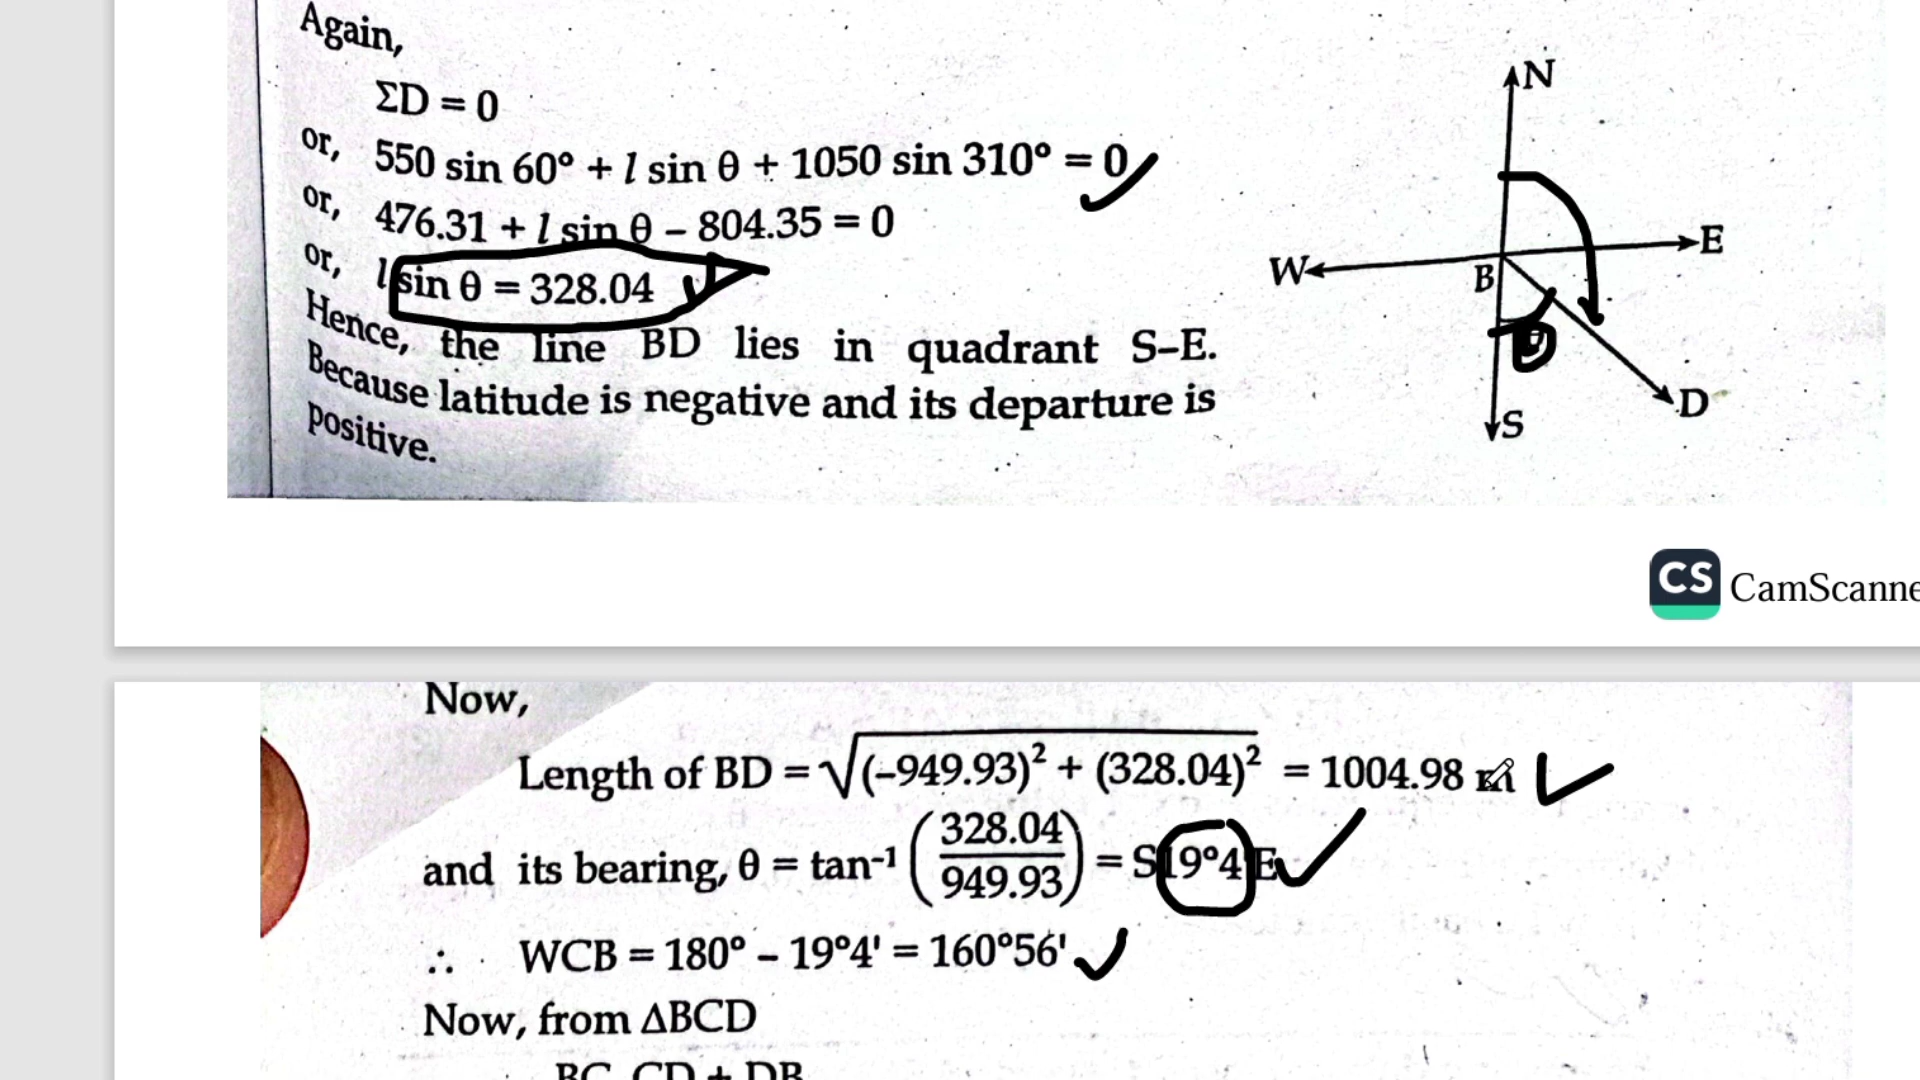 Again,
ΣD = 0
or, 550 sin 60° + l sin θ + 1050 sin 310° = 0
or, 476.31 + l sin θ – 804.35 = 0
or, l sin θ = 328.04
Hence, the line BD lies in quadrant S–E.
Because latitude is negative and its departure is
positive.
N
W
E
B
θ
D
S
CS CamScanne
Now,
Length of BD = √(–949.93)² + (328.04)² = 1004.98 m
and its bearing, θ = tan⁻¹ (328.04/949.93) = S19°4'E
∴ WCB = 180° – 19°4' = 160°56'
Now, from ΔBCD
BC, CD + DB